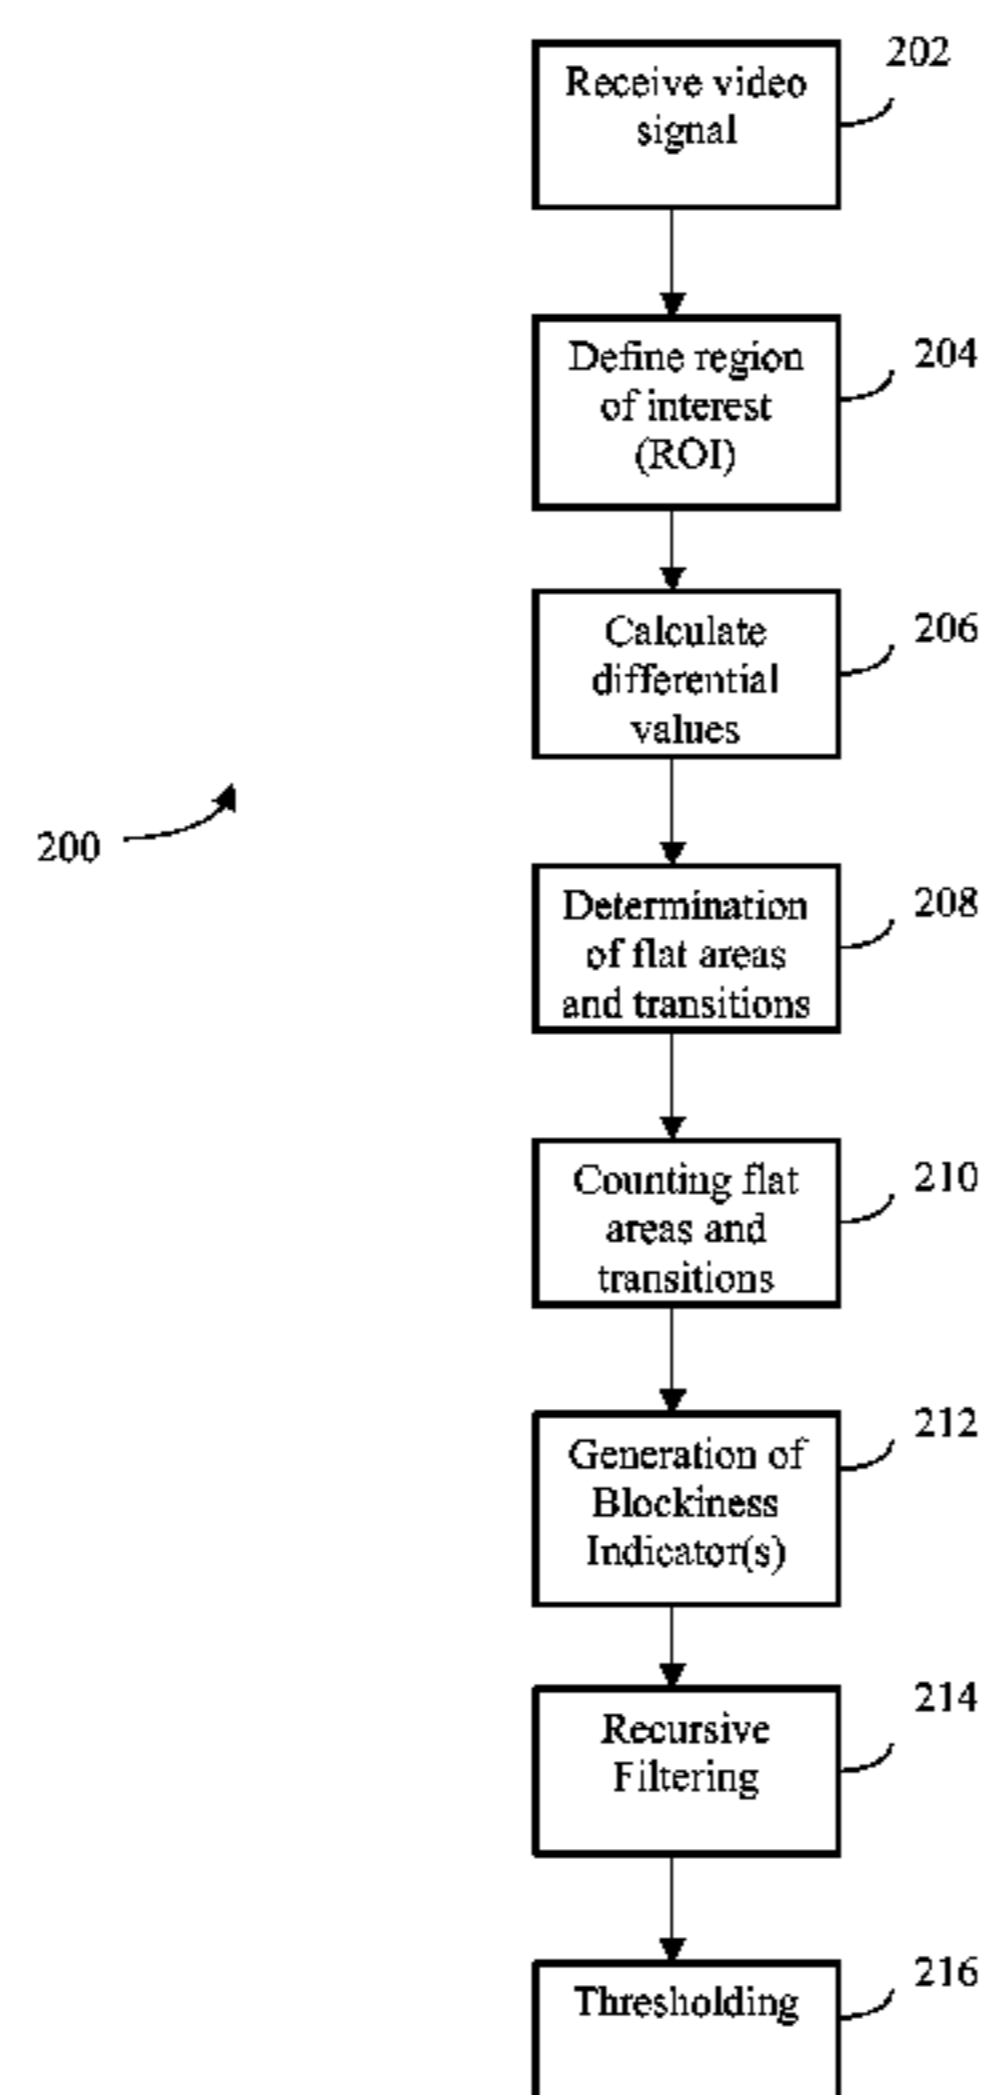 202
Receive video
signal
204
Define region
of interest
(ROI)
206
Calculate
differential
values
200
208
Determination
of flat areas
and transitions
210
Counting flat
areas and
transitions
212
Generation of
Blockiness
Indicator(s)
214
Recursive
Filtering
216
Thresholding